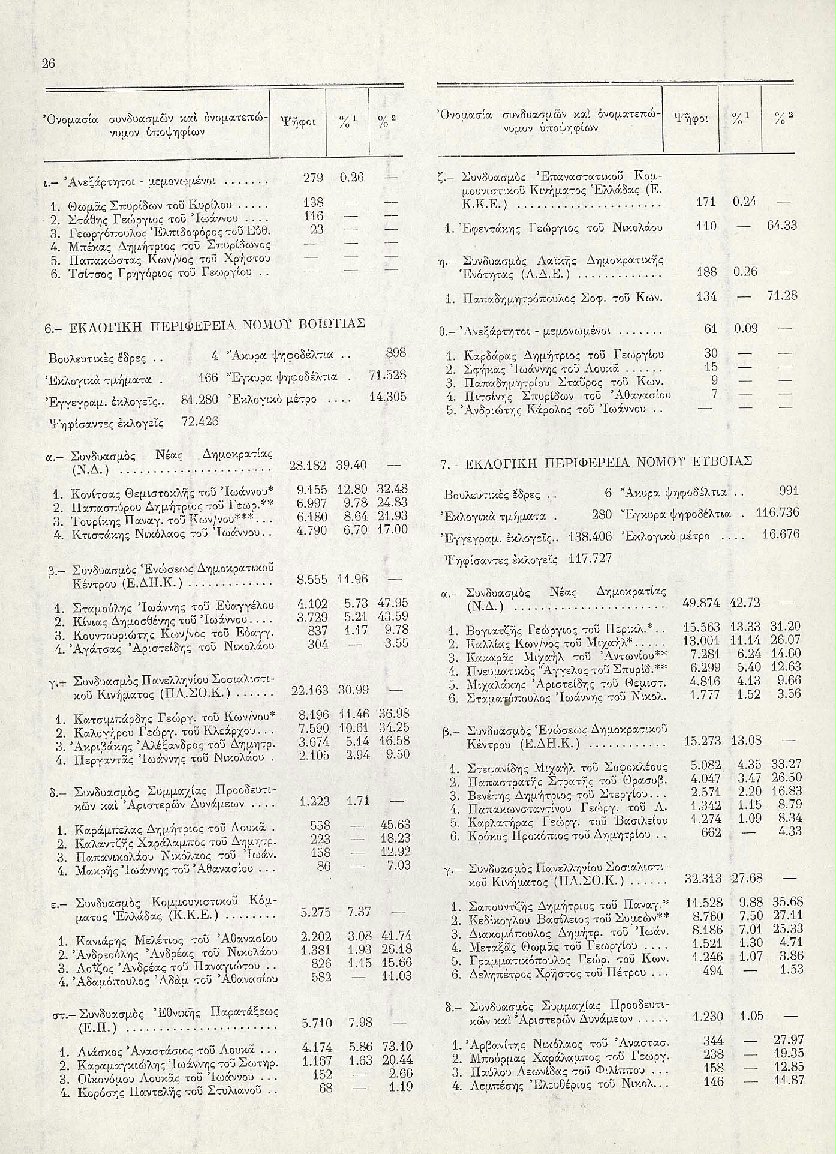 26
Ὀνομασία συνδυασμῶν καὶ ὀνοματεπώ- Ψῆφοι %1 %2
νυμον ὑποψηφίων
ι.– Ἀνεξάρτητοι - μεμονωμένοι ....... 279 0.26 —
1. Θωμᾶς Σπυρίδων τοῦ Κυρίλου ..... 138 — —
2. Στάθης Γεώργιος τοῦ Ἰωάννου .... 116 — —
3. Γεωργόπουλος Ἐλπιδοφόρος τοῦ Εὐθ. 23 — —
4. Μπέκας Δημήτριος τοῦ Σπυρίδωνος — — —
5. Παπακώστας Κων/νος τοῦ Χρήστου — — —
6. Τσίτσος Γρηγόριος τοῦ Γεωργίου .. — — —
6.– ΕΚΛΟΓΙΚΗ ΠΕΡΙΦΕΡΕΙΑ ΝΟΜΟΥ ΒΟΙΩΤΙΑΣ
Βουλευτικὲς ἕδρες .. 4 Ἄκυρα ψηφοδέλτια .. 898
Ἐκλογικὰ τμήματα . 166 Ἔγκυρα ψηφοδέλτια . 71.528
Ἐγγεγραμ. ἐκλογεῖς.. 84.280 Ἐκλογικὸ μέτρο .... 14.305
Ψηφίσαντες ἐκλογεῖς 72.426
α.– Συνδυασμὸς Νέας Δημοκρατίας
(Ν.Δ.) ....................... 28.182 39.40 —
1. Κονίτσας Θεμιστοκλῆς τοῦ Ἰωάννου* 9.155 12.80 32.48
2. Παπασπύρου Δημήτριος τοῦ Γεωρ.** 6.997 9.78 24.83
3. Τουρίκης Παναγ. τοῦ Κων/νου***... 6.180 8.64 21.93
4. Κτιστάκης Νικόλαος τοῦ Ἰωάννου.. 4.790 6.70 17.00
β.– Συνδυασμὸς Ἑνώσεως Δημοκρατικοῦ
Κέντρου (Ε.ΔΗ.Κ.) ............. 8.555 11.96 —
1. Σταμούλης Ἰωάννης τοῦ Εὐαγγέλου 4.102 5.73 47.95
2. Κίνιας Δημοσθένης τοῦ Ἰωάννου.... 3.729 5.21 43.59
3. Κουντουριώτης Κων/νος τοῦ Εὐαγγ. 837 1.17 9.78
4. Ἀγάτσας Ἀριστείδης τοῦ Νικολάου 304 — 3.55
γ.– Συνδυασμὸς Πανελληνίου Σοσιαλιστι-
κοῦ Κινήματος (ΠΑ.ΣΟ.Κ.) ...... 22.163 30.99 —
1. Κατσιμπάρδης Γεώργ. τοῦ Κων/νου* 8.196 11.46 36.98
2. Καλογήρου Γεώργ. τοῦ Κλεάρχου... 7.590 10.61 34.25
3. Ἀκριβάκης Ἀλέξανδρος τοῦ Δημητρ. 3.674 5.14 16.58
4. Περγαντᾶς Ἰωάννης τοῦ Νικολάου . 2.105 2.94 9.50
δ.– Συνδυασμὸς Συμμαχίας Προοδευτι-
κῶν καὶ Ἀριστερῶν Δυνάμεων .... 1.223 1.71 —
1. Καράμπελας Δημήτριος τοῦ Λουκᾶ . 558 — 45.63
2. Καλαντζῆς Χαράλαμπος τοῦ Δημητρ. 223 — 18.23
3. Παπανικολάου Νικόλαος τοῦ Ἰωάν. 158 — 12.92
4. Μακρῆς Ἰωάννης τοῦ Ἀθανασίου ... 86 7.03
ε.– Συνδυασμὸς Κομμουνιστικοῦ Κόμ-
ματος Ἑλλάδας (Κ.Κ.Ε.) ........ 5.275 7.37 —
1. Κανιάρης Μελέτιος τοῦ Ἀθανασίου 2.202 3.08 41.74
2. Ἀνδρεούλης Ἀνδρέας τοῦ Νικολάου 1.381 1.93 26.18
3. Λοΐζος Ἀνδρέας τοῦ Παναγιώτου .. 826 1.15 15.66
4. Ἀδαμόπουλος Ἀδὰμ τοῦ Ἀθανασίου 582 — 11.03
στ.– Συνδυασμὸς Ἐθνικῆς Παρατάξεως
(Ε.Π.) ....................... 5.710 7.98 —
1. Λιάσκος Ἀναστάσιος τοῦ Λουκᾶ ... 4.174 5.86 73.10
2. Καραμαγκιώλης Ἰωάννης τοῦ Σωτηρ. 1.167 1.63 20.44
3. Οἰκονόμου Λουκᾶς τοῦ Ἰωάννου ... 152 2.66
4. Κορόσης Παντελῆς τοῦ Στυλιανοῦ .. 68 — 1.19
Ὀνομασία συνδυασμῶν καὶ ὀνοματεπώ- Ψῆφοι %1 %2
νυμον ὑποψηφίων
ζ.– Συνδυασμὸς Ἐπαναστατικοῦ Κομ-
μουνιστικοῦ Κινήματος Ἑλλάδας (Ε.
Κ.Κ.Ε.) ...................... 171 0.24 —
1. Ἐφεντάκης Γεώργιος τοῦ Νικολάου 110 — 64.33
η. Συνδυασμὸς Λαϊκῆς Δημοκρατικῆς
Ἑνότητας (Λ.Δ.Ε.) ............. 188 0.26
1. Παπαδημητρόπουλος Σοφ. τοῦ Κων. 134 — 71.28
θ.– Ἀνεξάρτητοι - μεμονωμένοι ....... 61 0.09 —
1. Καρδάρας Δημήτριος τοῦ Γεωργίου 30 — —
2. Σφήκας Ἰωάννης τοῦ Λουκᾶ ...... 15 — —
3. Παπαδημητρίου Σταῦρος τοῦ Κων. 9 — —
4. Πιτσίνης Σπυρίδων τοῦ Ἀθανασίου 7 — —
5. Ἀνδριώτης Κάρολος τοῦ Ἰωάννου .. — — —
7.– ΕΚΛΟΓΙΚΗ ΠΕΡΙΦΕΡΕΙΑ ΝΟΜΟΥ ΕΥΒΟΙΑΣ
Βουλευτικὲς ἕδρες .. 6 Ἄκυρα ψηφοδέλτια .. 991
Ἐκλογικὰ τμήματα . 280 Ἔγκυρα ψηφοδέλτια . 116.736
Ἐγγεγραμ. ἐκλογεῖς.. 138.406 Ἐκλογικὸ μέτρο .... 16.676
Ψηφίσαντες ἐκλογεῖς 117.727
α. Συνδυασμὸς Νέας Δημοκρατίας
(Ν.Δ.) ....................... 49.874 42.72
1. Βογιατζῆς Γεώργιος τοῦ Περικλ.*.. 15.563 13.33 31.20
2. Καλλίας Κων/νος τοῦ Μιχαήλ*..... 13.001 11.14 26.07
3. Κακαρᾶς Μιχαὴλ τοῦ Ἀντωνίου** 7.281 6.24 14.60
4. Πνευματικὸς Ἄγγελος τοῦ Σπυρίδ.** 6.299 5.40 12.63
5. Μιχαλάκης Ἀριστείδης τοῦ Θεμιστ. 4.816 4.13 9.66
6. Σταματόπουλος Ἰωάννης τοῦ Νικολ. 1.777 1.52 3.56
β.– Συνδυασμὸς Ἑνώσεως Δημοκρατικοῦ
Κέντρου (Ε.ΔΗ.Κ.) ............. 15.273 13.08 —
1. Στεφανίδης Μιχαὴλ τοῦ Σοφοκλέους 5.082 4.35 33.27
2. Παπαστρατῆς Στρατῆς τοῦ Θρασυβ. 4.047 3.47 26.50
3. Βενέτης Δημήτριος τοῦ Στεργίου... 2.571 2.20 16.83
4. Παπακωνσταντίνου Γεώργ. τοῦ Λ. 1.342 1.15 8.79
5. Καρλατήρας Γεώργ. τοῦ Βασιλείου 1.274 1.09 8.34
6. Κρόκος Προκόπιος τοῦ Δημητρίου .. 662 — 4.33
γ. Συνδυασμὸς Πανελληνίου Σοσιαλιστι
κοῦ Κινήματος (ΠΑ.ΣΟ.Κ.) ...... 32.313 27.68 —
1. Σαπουντζῆς Δημήτριος τοῦ Παναγ.* 11.528 9.88 35.68
2. Κεδίκογλου Βασίλειος τοῦ Συμεών** 8.760 7.50 27.11
3. Διακομόπουλος Δημήτρ. τοῦ Ἰωάν. 8.186 7.01 25.33
4. Μεταξᾶς Θωμᾶς τοῦ Γεωργίου .... 1.521 1.30 4.71
5. Γραμματικόπουλος Γεώρ. τοῦ Κων. 1.246 1.07 3.86
6. Δεληπέτρος Χρῆστος τοῦ Πέτρου ... 494 — 1.53
δ.– Συνδυασμὸς Συμμαχίας Προοδευτι-
κῶν καὶ Ἀριστερῶν Δυνάμεων ..... 1.230 1.05 —
1. Ἀρβανίτης Νικόλαος τοῦ Ἀναστασ. 344 — 27.97
2. Μπούρμας Χαράλαμπος τοῦ Γεωργ. 238 — 19.35
3. Παύλου Λεωνίδας τοῦ Φιλίππου ... 158 — 12.85
4. Λεμπέσης Ἐλευθέριος τοῦ Νικολ... 146 — 11.87